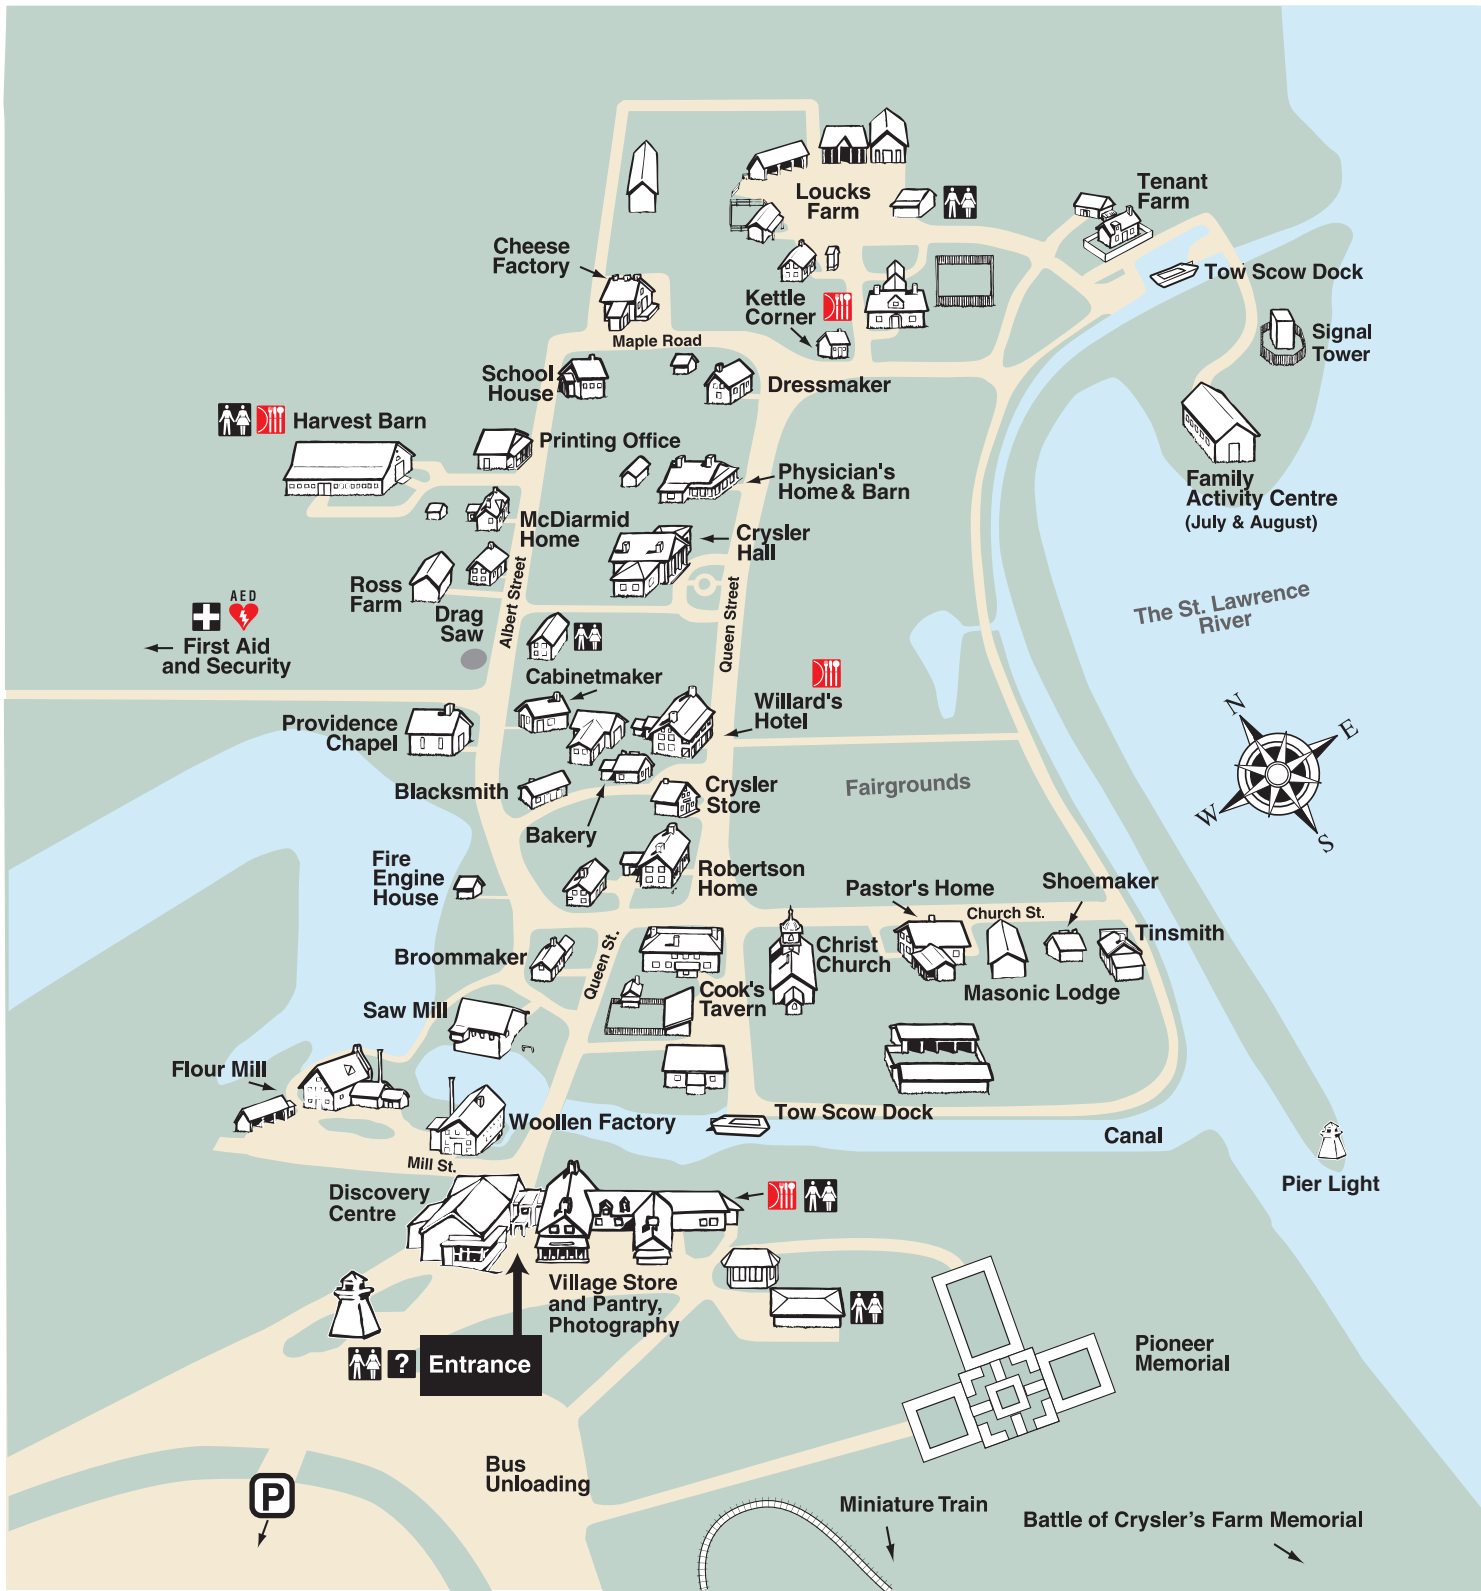 Tenant
Farm
Loucks
Farm
Cheese
Factory
Tow Scow Dock
Kettle
Corner
Signal
Tower
Maple Road
School
House
Dressmaker
Harvest Barn
Printing Office
Physician's
Home & Barn
Family
Activity Centre
(July & August)
McDiarmid
Home
Crysler
Hall
Ross
Farm
Albert Street
Queen Street
AED
The St. Lawrence
River
Drag
Saw
First Aid
and Security
Cabinetmaker
Willard's
Hotel
Providence
Chapel
N
E
W
S
Blacksmith
Crysler
Store
Fairgrounds
Bakery
Fire
Engine
House
Robertson
Home
Pastor's Home
Shoemaker
Church St.
Tinsmith
Broommaker
Queen St.
Christ
Church
Cook's
Tavern
Masonic Lodge
Saw Mill
Flour Mill
Woollen Factory
Tow Scow Dock
Canal
Mill St.
Pier Light
Discovery
Centre
Village Store
and Pantry,
Photography
? Entrance
Pioneer
Memorial
Bus
Unloading
P
Miniature Train
Battle of Crysler's Farm Memorial